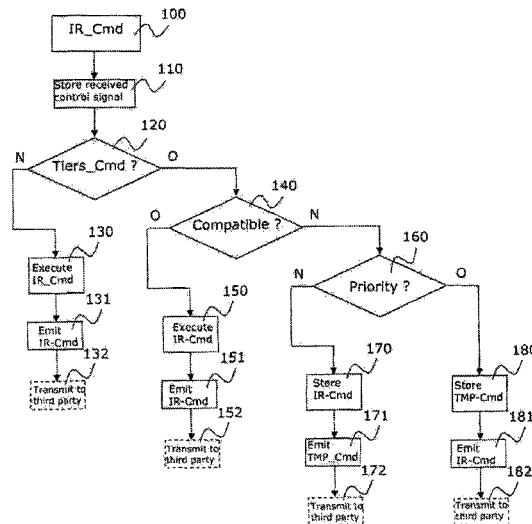 100
IR_Cmd
110
Store received
control signal
120
N
Tiers_Cmd ?
O
140
O
Compatible ?
N
160
N
Priority ?
O
130
Execute
IR_Cmd
131
Emit
IR-Cmd
132
Transmit to
third party
150
Execute
IR-Cmd
151
Emit
IR-Cmd
152
Transmit to
third party
170
Store
IR-Cmd
171
Emit
TMP_Cmd
172
Transmit to
third party
180
Store
TMP-Cmd
181
Emit
IR-Cmd
182
Transmit to
third party